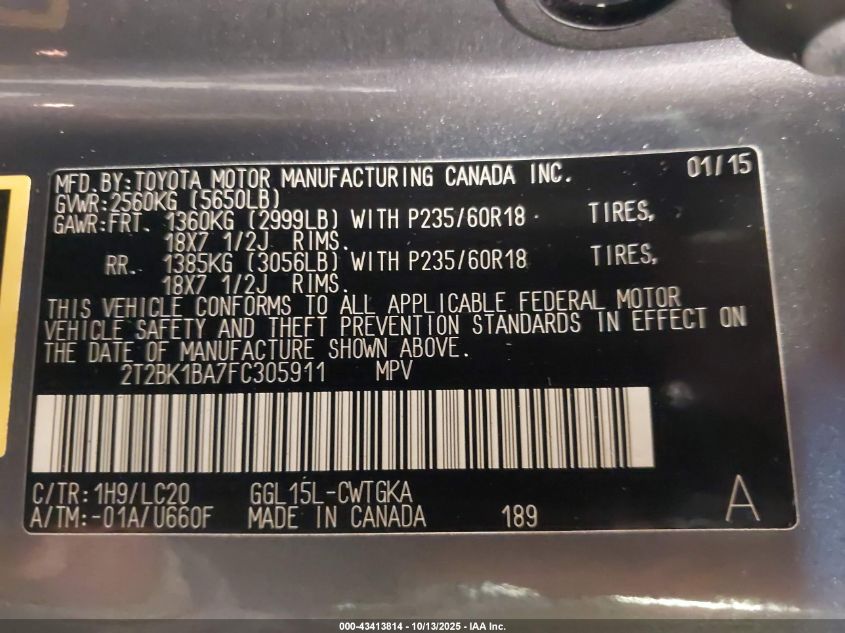 MFD.BY:TOYOTA MOTOR MANUFACTURING CANADA INC. 01/15
GVWR:2560KG (5650LB)
GAWR:FRT. 1360KG (2999LB) WITH P235/60R18 TIRES,
18X7 1/2J RIMS.
RR. 1385KG (3056LB) WITH P235/60R18 TIRES,
18X7 1/2J RIMS.
THIS VEHICLE CONFORMS TO ALL APPLICABLE FEDERAL MOTOR
VEHICLE SAFETY AND THEFT PREVENTION STANDARDS IN EFFECT ON
THE DATE OF MANUFACTURE SHOWN ABOVE.
2T2BK1BA7FC305911 MPV
C/TR:1H9/LC20 GGL15L-CWTGKA A
A/TM:-01A/U660F MADE IN CANADA 189
000-43413814 - 10/13/2025 - IAA Inc.